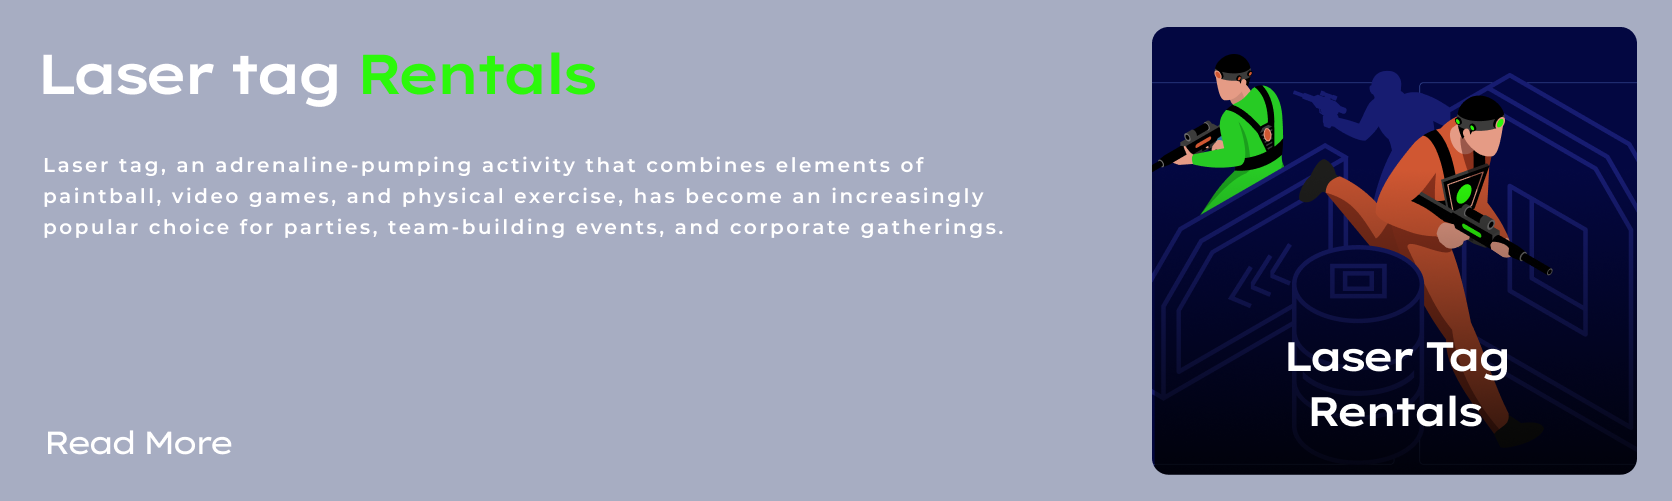 Laser tag Rentals
Laser tag, an adrenaline-pumping activity that combines elements of
paintball, video games, and physical exercise, has become an increasingly
popular choice for parties, team-building events, and corporate gatherings.
Read More
Laser Tag
Rentals